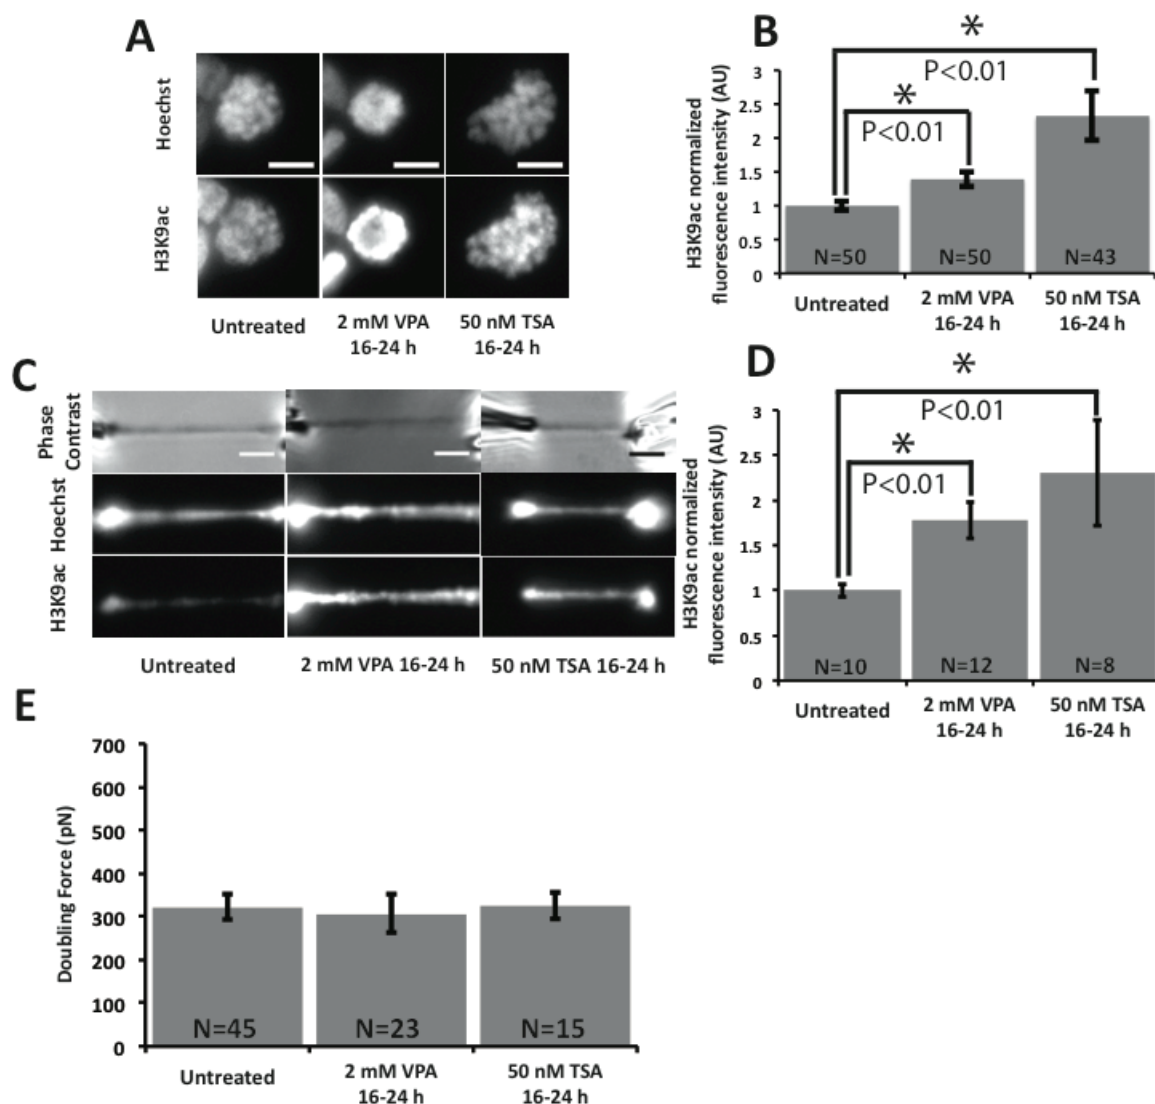 A
Hoechst
H3K9ac
Untreated
2 mM VPA
16-24 h
50 nM TSA
16-24 h
B
H3K9ac normalized
fluorescence intensity (AU)
3
2.5
2
1.5
1
0.5
0
*
P<0.01
*
P<0.01
N=50
N=50
N=43
Untreated
2 mM VPA
16-24 h
50 nM TSA
16-24 h
C
Phase
Contrast
Hoechst
H3K9ac
Untreated
2 mM VPA 16-24 h
50 nM TSA 16-24 h
D
H3K9ac normalized
fluorescence intensity (AU)
3
2.5
2
1.5
1
0.5
0
*
P<0.01
*
P<0.01
N=10
N=12
N=8
Untreated
2 mM VPA
16-24 h
50 nM TSA
16-24 h
E
Doubling Force (pN)
700
600
500
400
300
200
100
0
N=45
N=23
N=15
Untreated
2 mM VPA
16-24 h
50 nM TSA
16-24 h